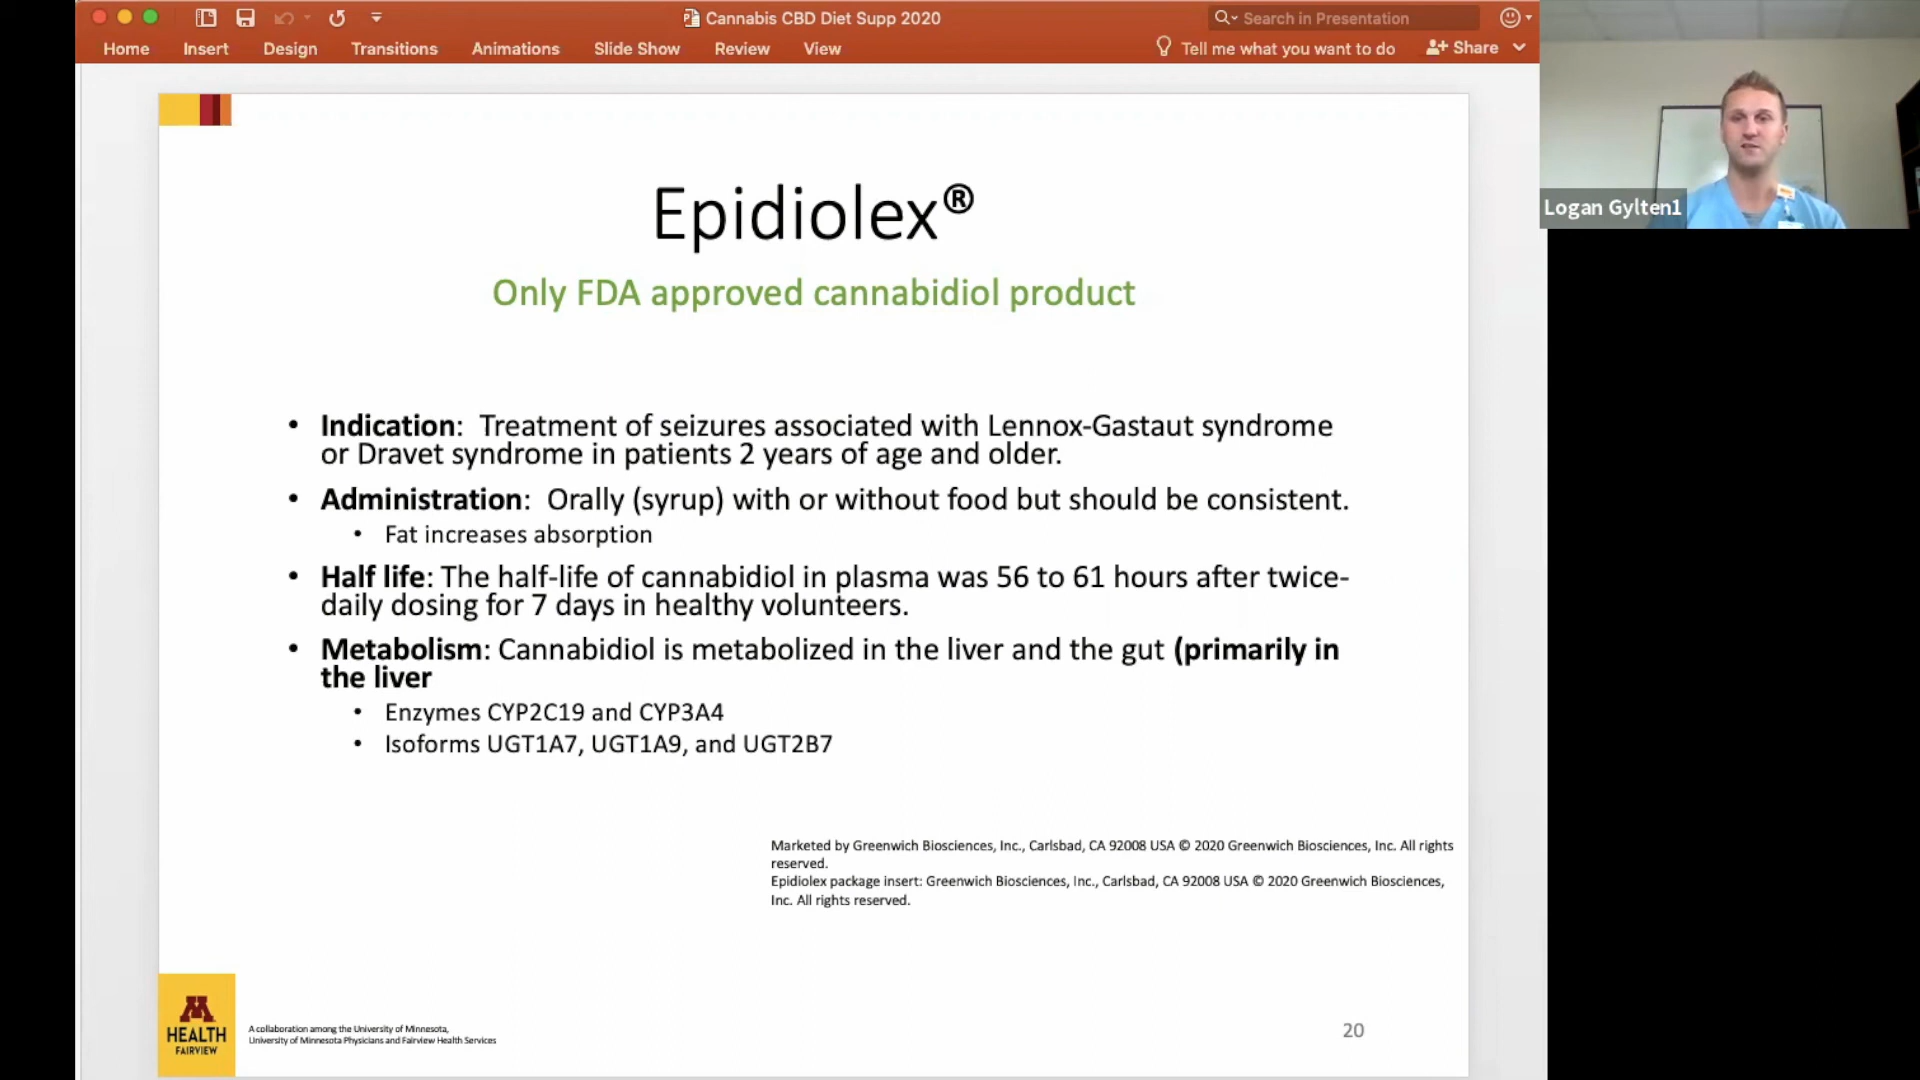 Cannabis CBD Diet Supp 2020
Search in Presentation
Home Insert Design Transitions Animations Slide Show Review View
Tell me what you want to do
Share
Epidiolex®
Only FDA approved cannabidiol product
• Indication: Treatment of seizures associated with Lennox-Gastaut syndrome
or Dravet syndrome in patients 2 years of age and older.
• Administration: Orally (syrup) with or without food but should be consistent.
• Fat increases absorption
• Half life: The half-life of cannabidiol in plasma was 56 to 61 hours after twice-
daily dosing for 7 days in healthy volunteers.
• Metabolism: Cannabidiol is metabolized in the liver and the gut (primarily in
the liver
• Enzymes CYP2C19 and CYP3A4
• Isoforms UGT1A7, UGT1A9, and UGT2B7
Marketed by Greenwich Biosciences, Inc., Carlsbad, CA 92008 USA © 2020 Greenwich Biosciences, Inc. All rights
reserved.
Epidiolex package insert: Greenwich Biosciences, Inc., Carlsbad, CA 92008 USA © 2020 Greenwich Biosciences,
Inc. All rights reserved.
M
HEALTH
FAIRVIEW
A collaboration among the University of Minnesota,
University of Minnesota Physicians and Fairview Health Services
20
Logan Gylten1